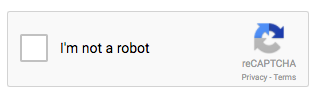 I'm not a robot
reCAPTCHA
Privacy - Terms